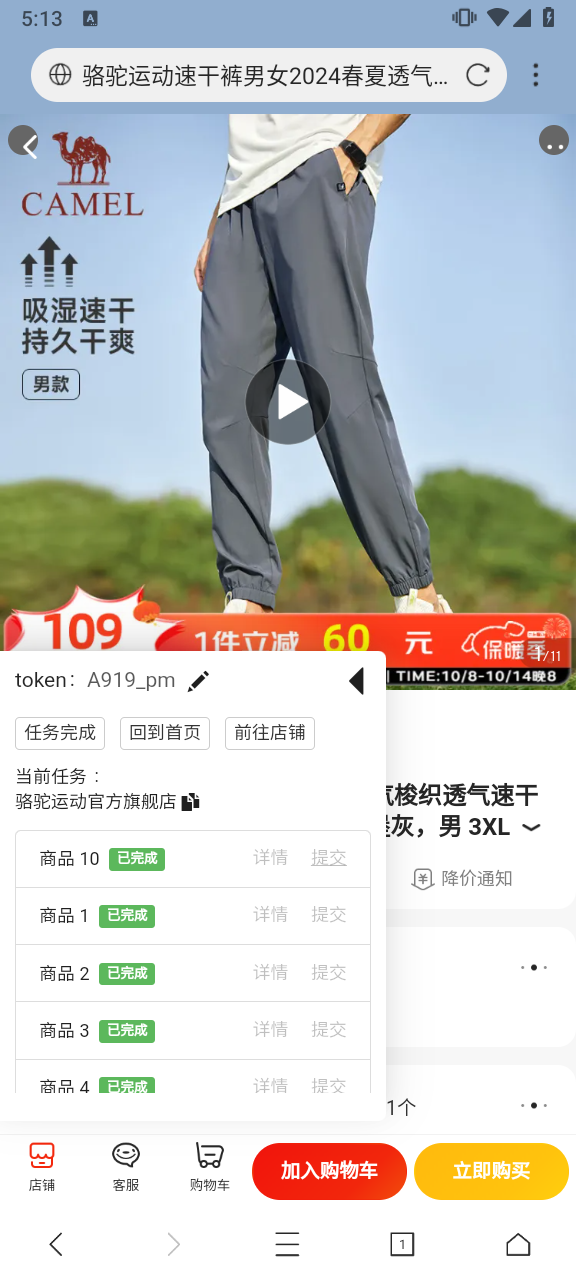 5:13
A
骆驼运动速干裤男女2024春夏透气...
CAMEL
吸湿速干
持久干爽
男款
109
1件立减 60 元
保暖季
1/11
TIME:10/8-10/14晚8
token: A919_pm
任务完成 回到首页 前往店铺
当前任务：
骆驼运动官方旗舰店
梭织透气速干
灰，男 3XL
降价通知
商品 10 已完成 详情 提交
商品 1 已完成 详情 提交
商品 2 已完成 详情 提交
商品 3 已完成 详情 提交
商品 4 已完成 详情 提交
1个
店铺 客服 购物车 加入购物车 立即购买
1